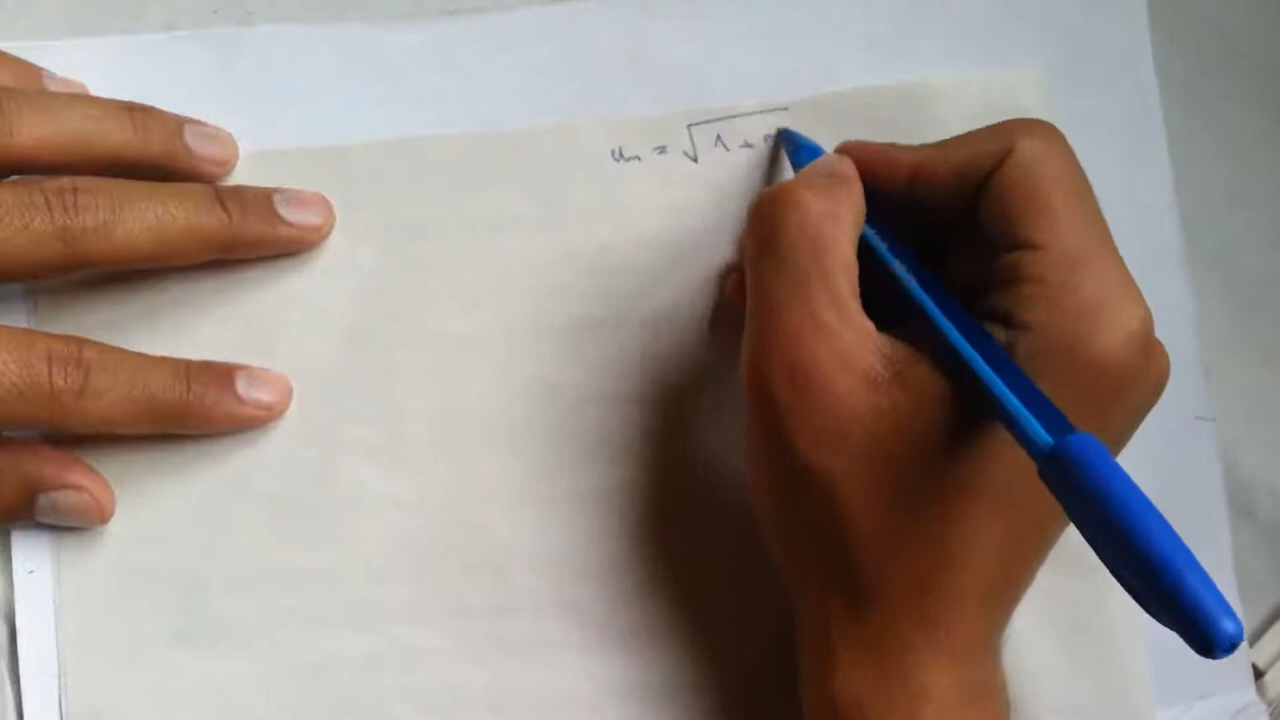 uₙ = √1 + n